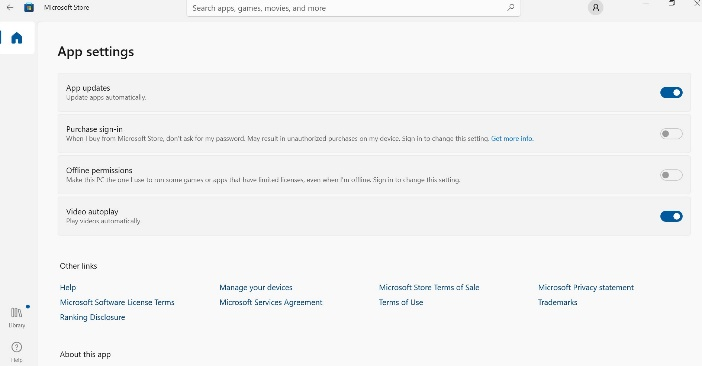 Microsoft Store
Search apps, games, movies, and more
App settings
App updates
Update apps automatically.
Purchase sign-in
When I buy from Microsoft Store, don't ask for my password. May result in unauthorized purchases on my device. Sign in to change this setting. Get more info.
Offline permissions
Make this PC the one I use to run some games or apps that have limited licenses, even when I'm offline. Sign in to change this setting.
Video autoplay
Play videos automatically
Other links
Help Manage your devices Microsoft Store Terms of Sale Microsoft Privacy statement
Microsoft Software License Terms Microsoft Services Agreement Terms of Use Trademarks
Ranking Disclosure
Library
About this app
Help